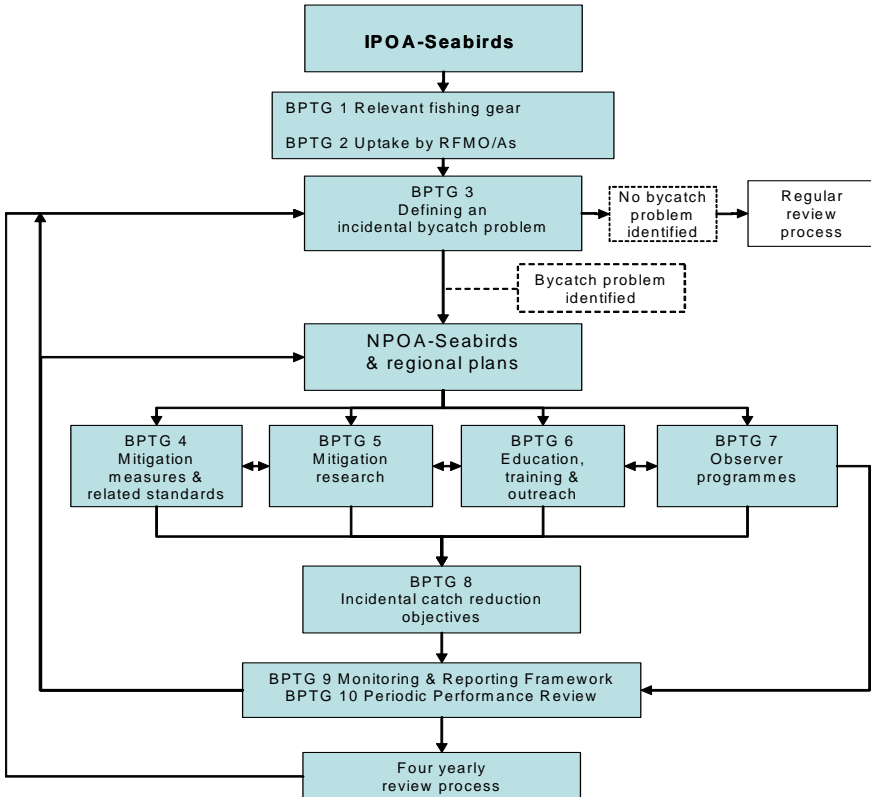 IPOA-Seabirds
BPTG 1 Relevant fishing gear
BPTG 2 Uptake by RFMO/As
BPTG 3
Defining an
incidental bycatch problem
No bycatch
problem
identified
Regular
review
process
Bycatch problem
identified
NPOA-Seabirds
& regional plans
BPTG 4
Mitigation
measures &
related standards
BPTG 5
Mitigation
research
BPTG 6
Education,
training &
outreach
BPTG 7
Observer
programmes
BPTG 8
Incidental catch reduction
objectives
BPTG 9 Monitoring & Reporting Framework
BPTG 10 Periodic Performance Review
Four yearly
review process